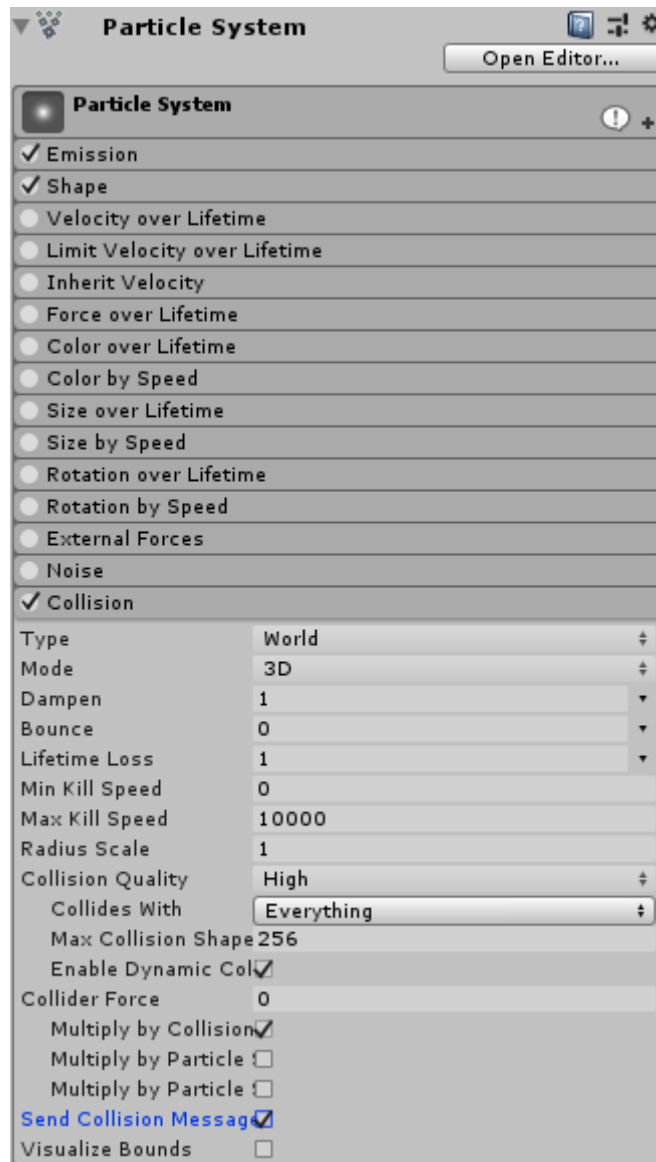 Particle System
Open Editor...
Particle System
Emission
Shape
Velocity over Lifetime
Limit Velocity over Lifetime
Inherit Velocity
Force over Lifetime
Color over Lifetime
Color by Speed
Size over Lifetime
Size by Speed
Rotation over Lifetime
Rotation by Speed
External Forces
Noise
Collision
Type World
Mode 3D
Dampen 1
Bounce 0
Lifetime Loss 1
Min Kill Speed 0
Max Kill Speed 10000
Radius Scale 1
Collision Quality High
Collides With Everything
Max Collision Shape 256
Enable Dynamic Col
Collider Force 0
Multiply by Collision
Multiply by Particle
Multiply by Particle
Send Collision Message
Visualize Bounds